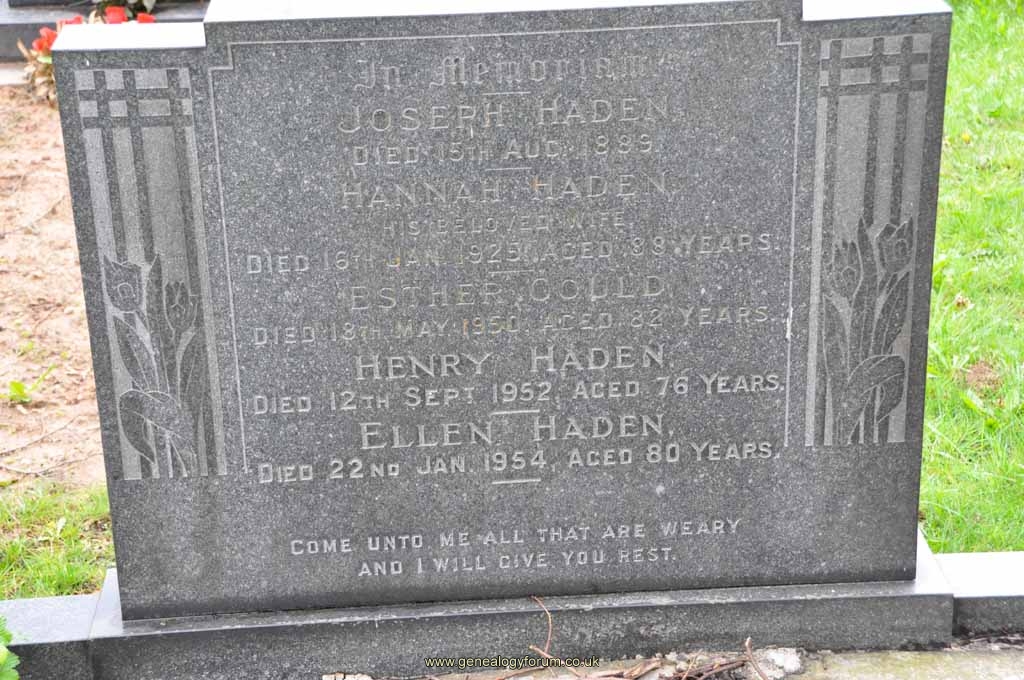 In Memoriam
JOSEPH HADEN,
DIED 15TH AUG. 1889.
HANNAH HADEN,
HIS BELOVED WIFE,
DIED 16TH JAN. 1925, AGED 89 YEARS.
ESTHER GOULD,
DIED 18TH MAY 1950, AGED 82 YEARS.
HENRY HADEN,
DIED 12TH SEPT. 1952, AGED 76 YEARS.
ELLEN HADEN,
DIED 22ND JAN. 1954, AGED 80 YEARS.
COME UNTO ME ALL THAT ARE WEARY
AND I WILL GIVE YOU REST.
www.genealogyforum.co.uk